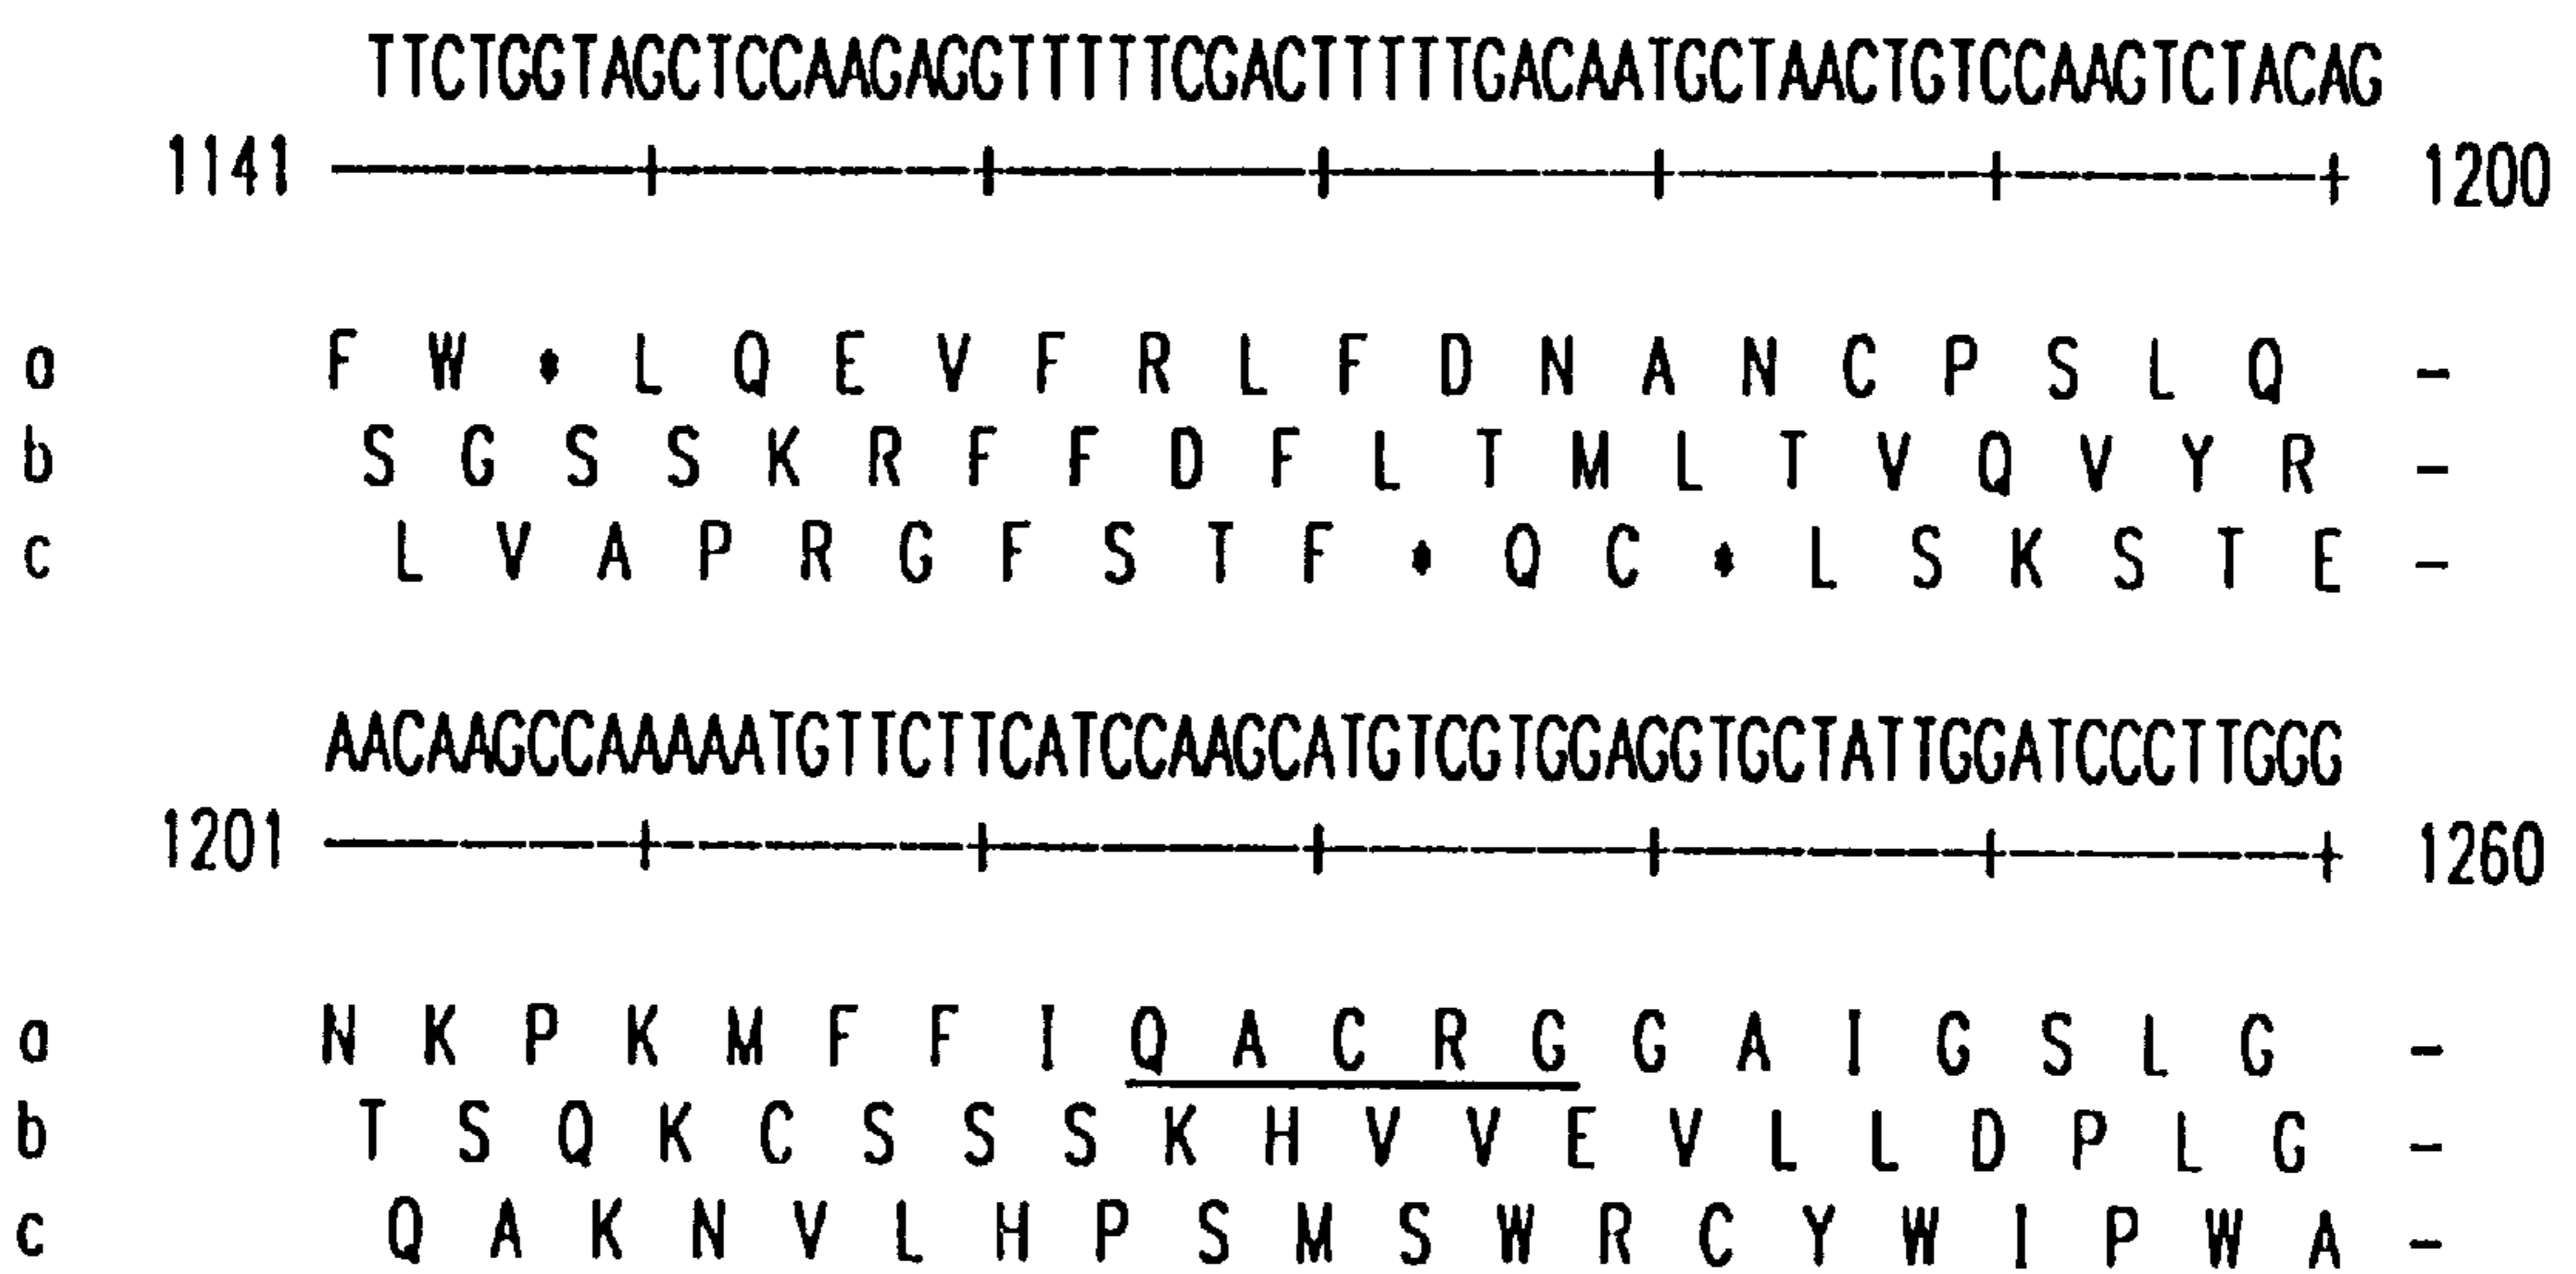 TTCTGGTAGCTCCAAGAGGTTTTTCGACTTTTTGACAATGCTAACTGTCCAAGTCTACAG
1141 ---------+---------+---------+---------+---------+---------+ 1200
a F W * L Q E V F R L F D N A N C P S L Q -
b S G S S K R F F D F L T M L T V Q V Y R -
c L V A P R G F S T F * Q C * L S K S T E -
AACAAGCCAAAAATGTTCTTCATCCAAGCATGTCGTGGAGGTGCTATTGGATCCCTTGGG
1201 ---------+---------+---------+---------+---------+---------+ 1260
a N K P K M F F I Q A C R G G A I G S L G -
b T S Q K C S S S K H V V E V L L D P L G -
c Q A K N V L H P S M S W R C Y W I P W A -